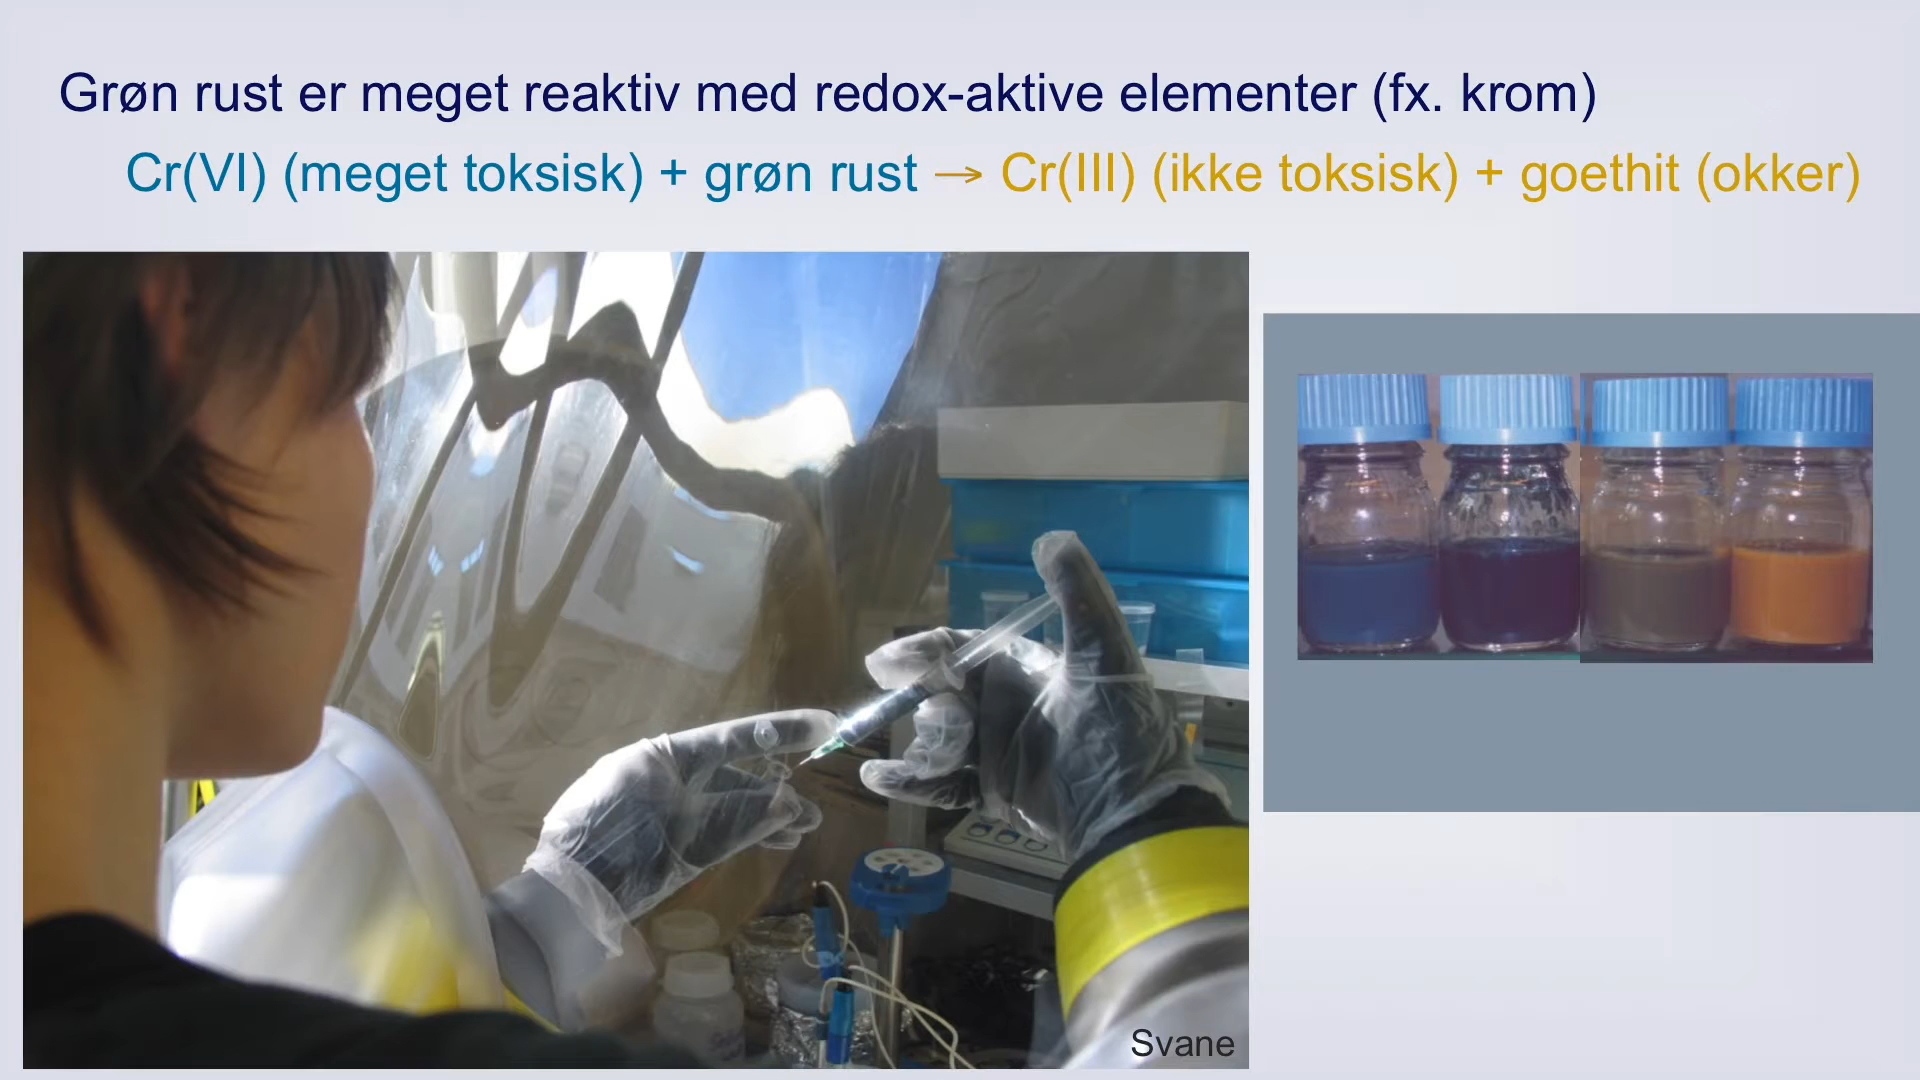 Grøn rust er meget reaktiv med redox-aktive elementer (fx. krom)
Cr(VI) (meget toksisk) + grøn rust → Cr(III) (ikke toksisk) + goethit (okker)
Svane